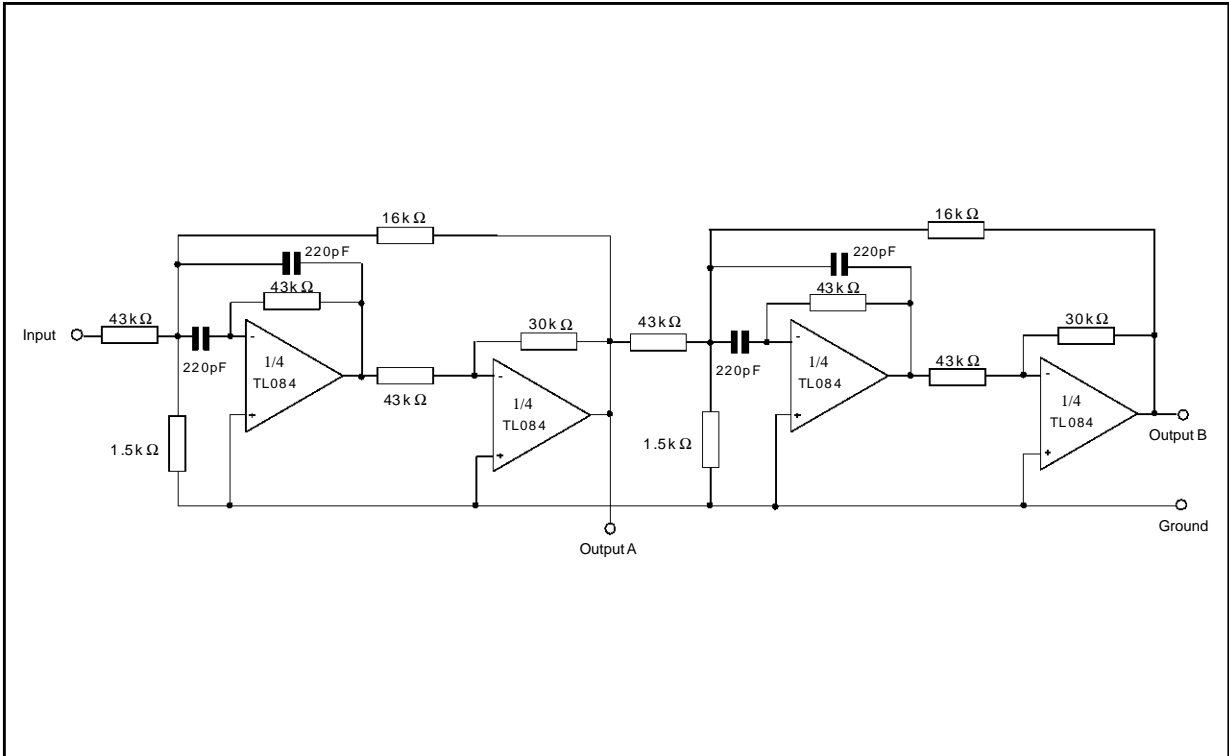 16kΩ
16kΩ
220pF
220pF
43kΩ
43kΩ
Input
43kΩ
30kΩ
43kΩ
30kΩ
-
-
220pF
1/4
TL084
220pF
1/4
TL084
43kΩ
-
43kΩ
-
1/4
TL084
1/4
TL084
+
+
Output B
1.5kΩ
1.5kΩ
+
+
Ground
Output A